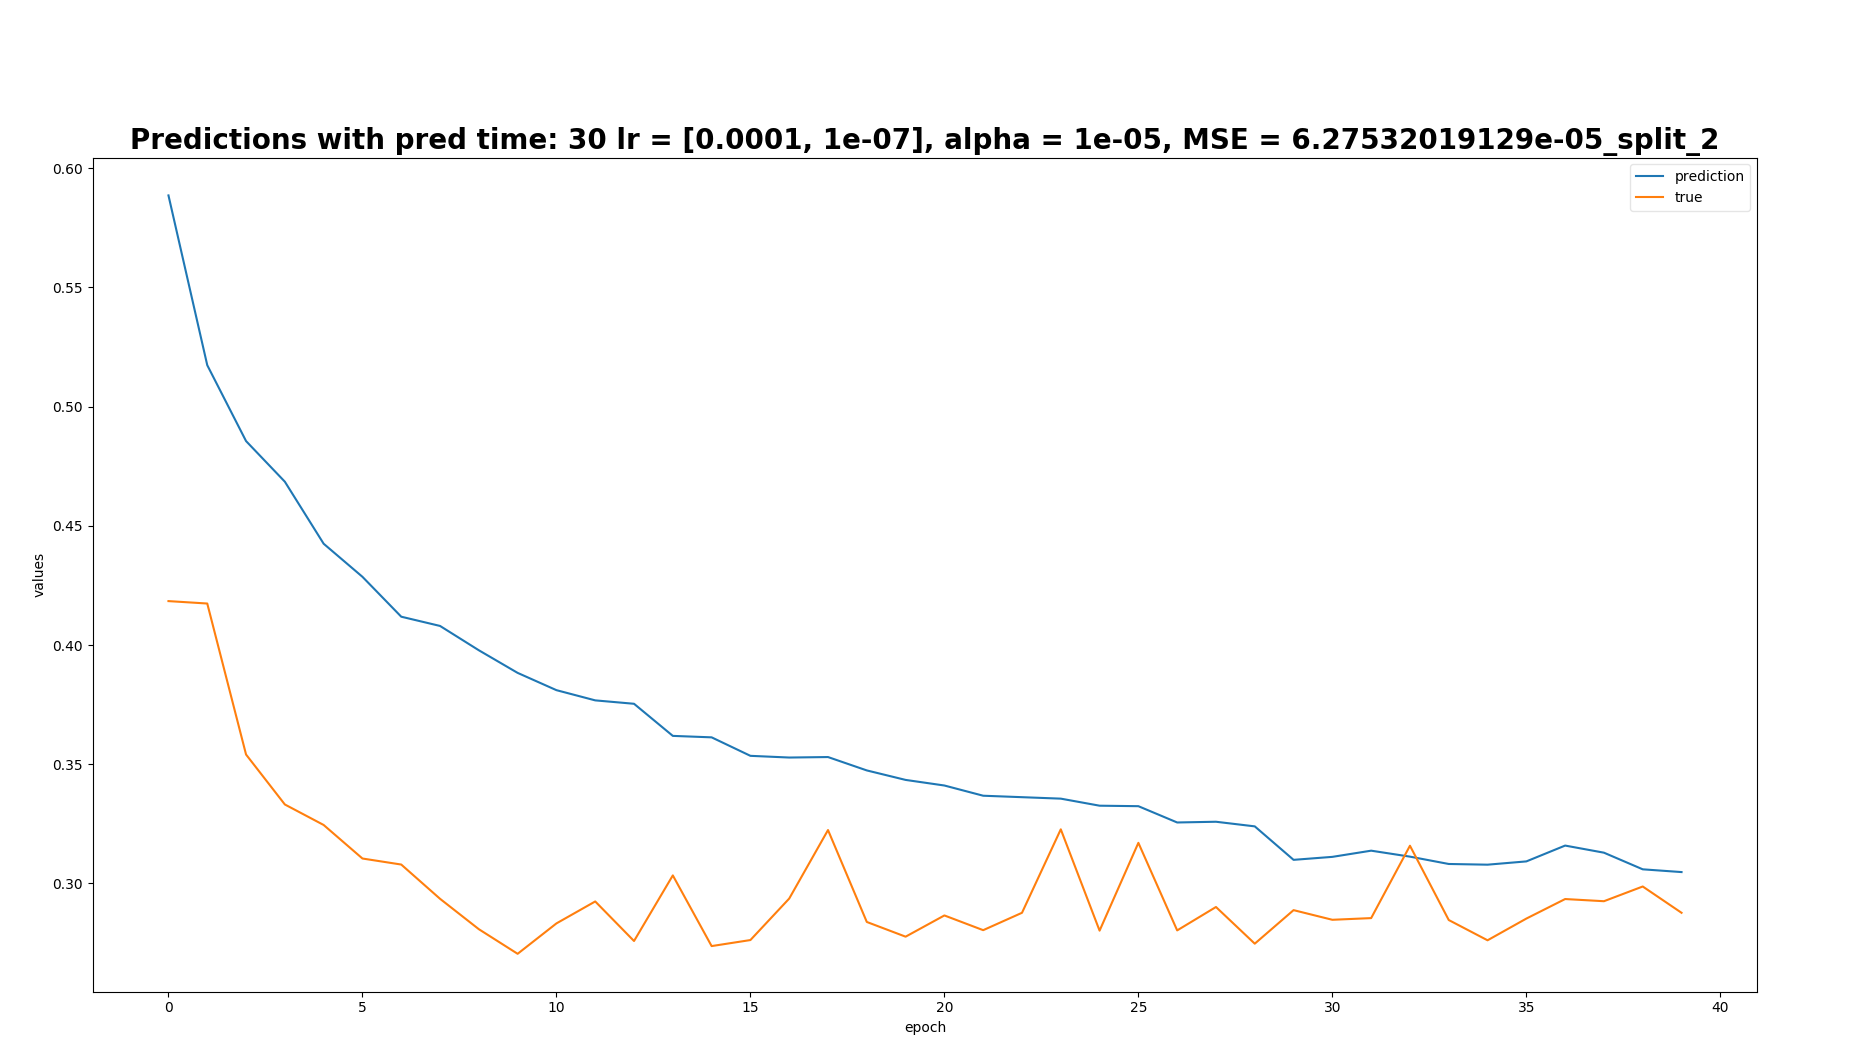 Predictions with pred time: 30 lr = [0.0001, 1e-07], alpha = 1e-05, MSE = 6.27532019129e-05_split_2
prediction
true
0.60
0.55
0.50
0.45
0.40
0.35
0.30
values
0 5 10 15 20 25 30 35 40
epoch